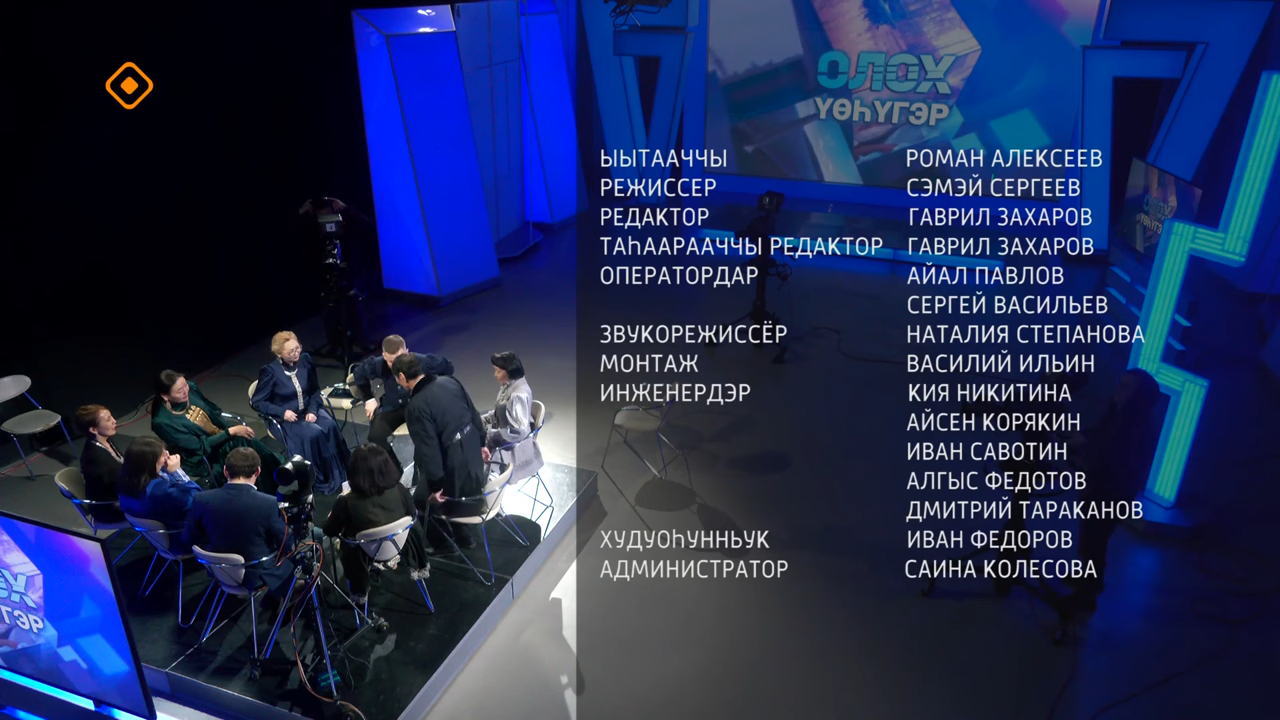 ОЛОХ
ҮӨҺҮГЭР
ЫЫТААЧЧЫ РОМАН АЛЕКСЕЕВ
РЕЖИССЕР СЭМЭЙ СЕРГЕЕВ
РЕДАКТОР ГАВРИЛ ЗАХАРОВ
ТАҺААРААЧЧЫ РЕДАКТОР ГАВРИЛ ЗАХАРОВ
ОПЕРАТОРДАР АЙАЛ ПАВЛОВ
СЕРГЕЙ ВАСИЛЬЕВ
ЗВУКОРЕЖИССЁР НАТАЛИЯ СТЕПАНОВА
МОНТАЖ ВАСИЛИЙ ИЛЬИН
ИНЖЕНЕРДЭР КИЯ НИКИТИНА
АЙСЕН КОРЯКИН
ИВАН САВОТИН
АЛГЫС ФЕДОТОВ
ДМИТРИЙ ТАРАКАНОВ
ХУДУОҺУННЬУК ИВАН ФЕДОРОВ
АДМИНИСТРАТОР САИНА КОЛЕСОВА